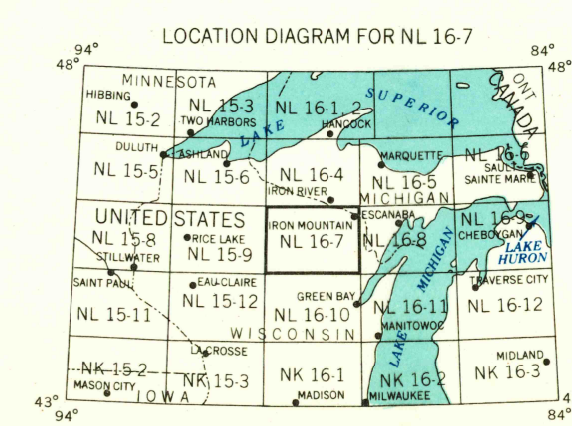 LOCATION DIAGRAM FOR NL 16-7
94°
84°
48°
48°
MINNESOTA
HIBBING
NL 15-2
NL 15-3
TWO HARBORS
NL 16-1, 2
HANCOCK
LAKE SUPERIOR
ONT
CANADA
DULUTH
NL 15-5
ASHLAND
NL 15-6
NL 16-4
IRON RIVER
MARQUETTE
NL 16-5
MICHIGAN
NL 16-6
SAULT
SAINTE MARIE
UNITED STATES
NL 15-8
STILLWATER
RICE LAKE
NL 15-9
IRON MOUNTAIN
NL 16-7
ESCANABA
NL 16-8
NL 16-9
CHEBOYGAN
LAKE
HURON
LAKE MICHIGAN
SAINT PAUL
NL 15-11
EAU CLAIRE
NL 15-12
GREEN BAY
NL 16-10
NL 16-11
MANITOWOC
TRAVERSE CITY
NL 16-12
WISCONSIN
LA CROSSE
NK 15-2
MASON CITY
NK 15-3
IOWA
NK 16-1
MADISON
NK 16-2
MILWAUKEE
MIDLAND
NK 16-3
43°
94°
4
84°